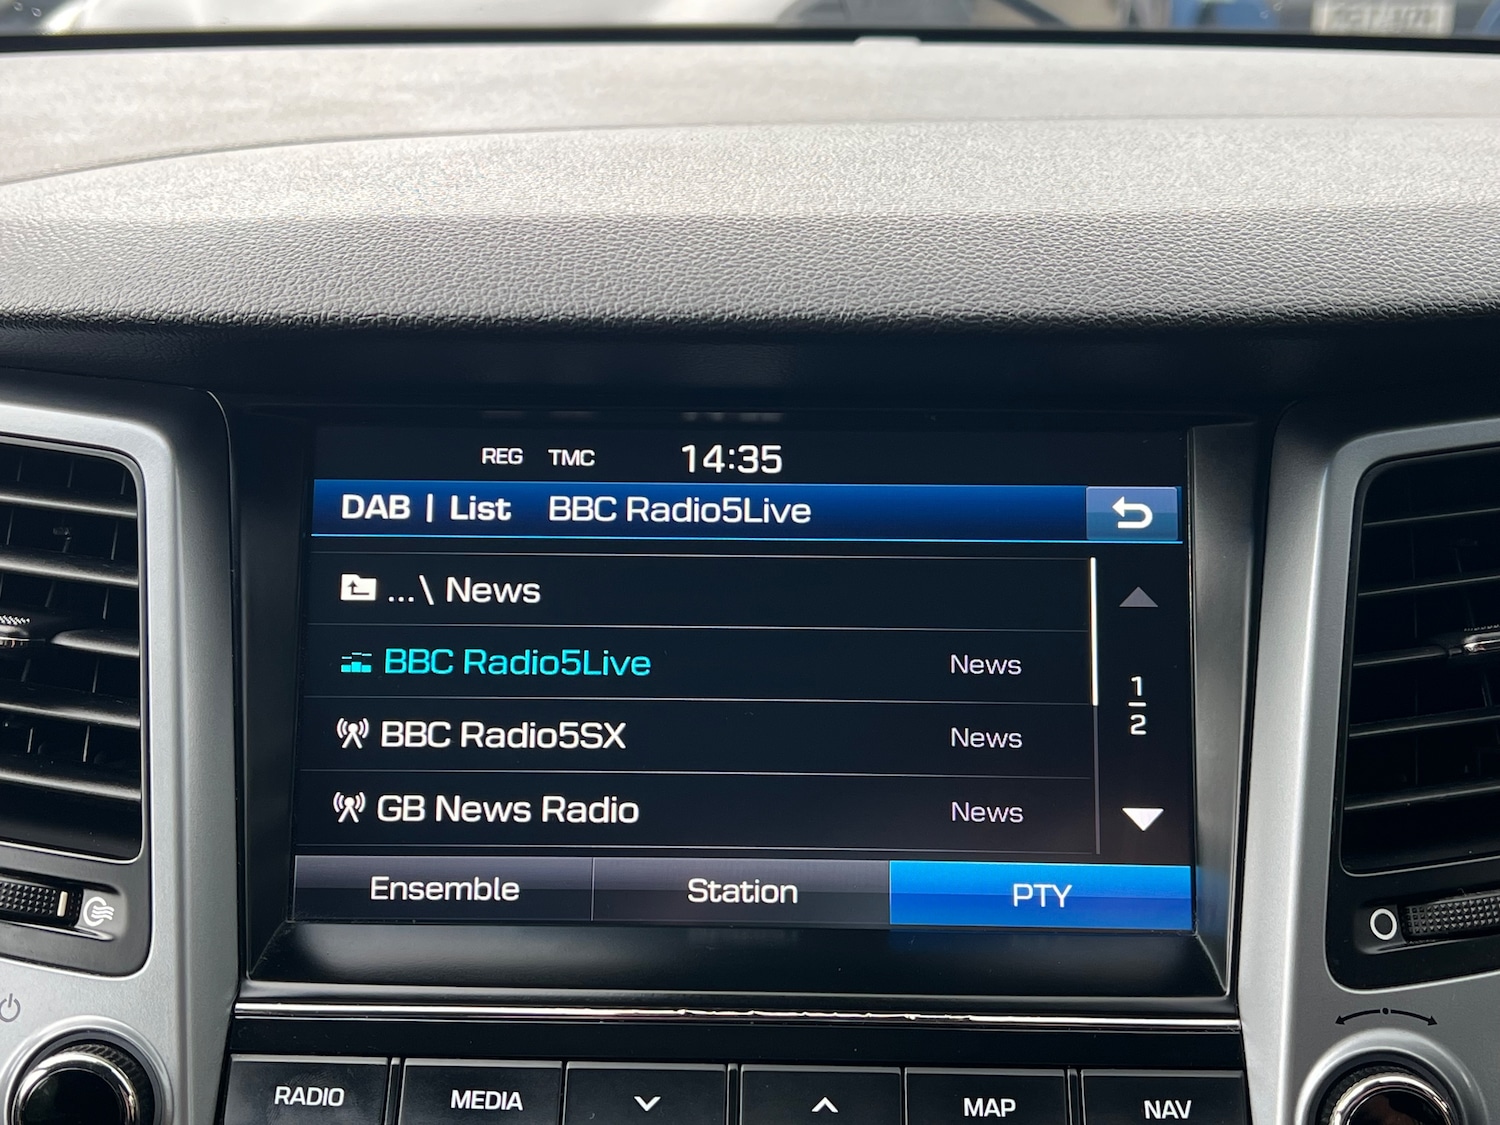 REG TMC 14:35
DAB | List BBC Radio5Live
...\ News
BBC Radio5Live News
BBC Radio5SX News
GB News Radio News
1
2
Ensemble Station PTY
RADIO MEDIA MAP NAV